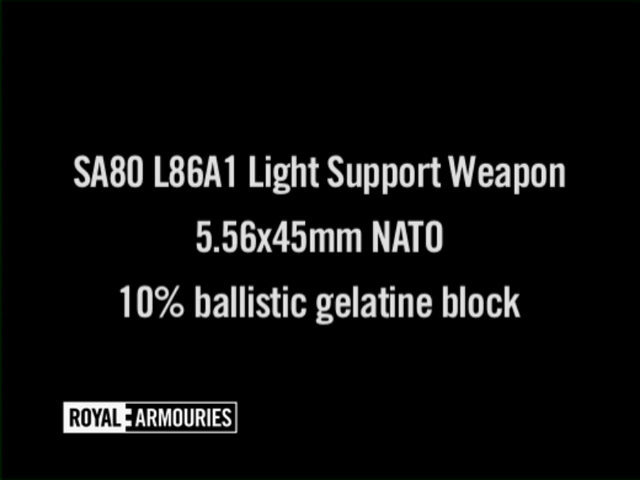 SA80 L86A1 Light Support Weapon
5.56x45mm NATO
10% ballistic gelatine block
ROYAL ARMOURIES